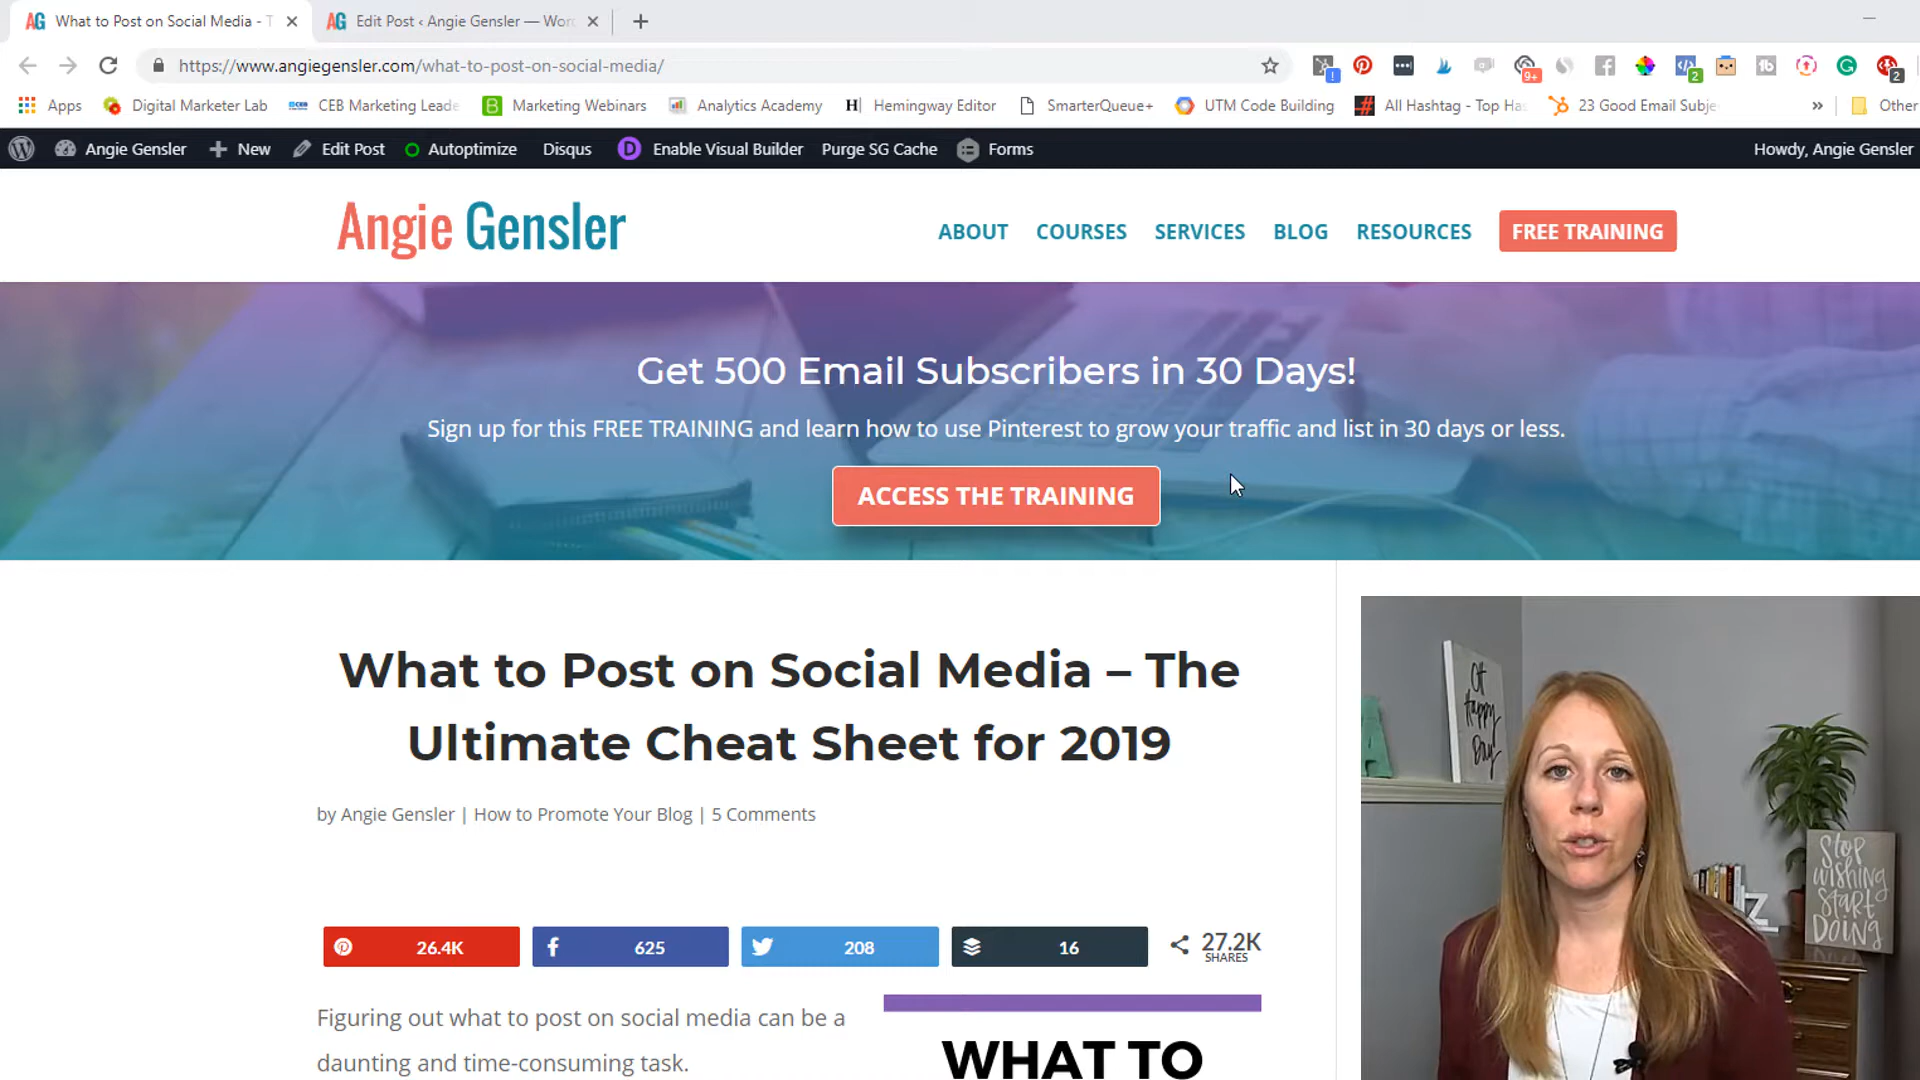 What to Post on Social Media - T
Edit Post ‹ Angie Gensler — Wor
https://www.angiegensler.com/what-to-post-on-social-media/
!
9+
2
2
Apps
Digital Marketer Lab
CEB Marketing Leade
Marketing Webinars
Analytics Academy
Hemingway Editor
SmarterQueue+
UTM Code Building
All Hashtag - Top Ha
23 Good Email Subje
»
Other
Angie Gensler
New
Edit Post
Autoptimize
Disqus
Enable Visual Builder
Purge SG Cache
Forms
Howdy, Angie Gensler
Angie Gensler
ABOUT
COURSES
SERVICES
BLOG
RESOURCES
FREE TRAINING
Get 500 Email Subscribers in 30 Days!
Sign up for this FREE TRAINING and learn how to use Pinterest to grow your traffic and list in 30 days or less.
ACCESS THE TRAINING
What to Post on Social Media – The
Ultimate Cheat Sheet for 2019
by Angie Gensler | How to Promote Your Blog | 5 Comments
26.4K
625
208
16
27.2K
SHARES
Figuring out what to post on social media can be a
daunting and time-consuming task.
WHAT TO
Oh
Happy
Day
Stop
wishing
START
DOING